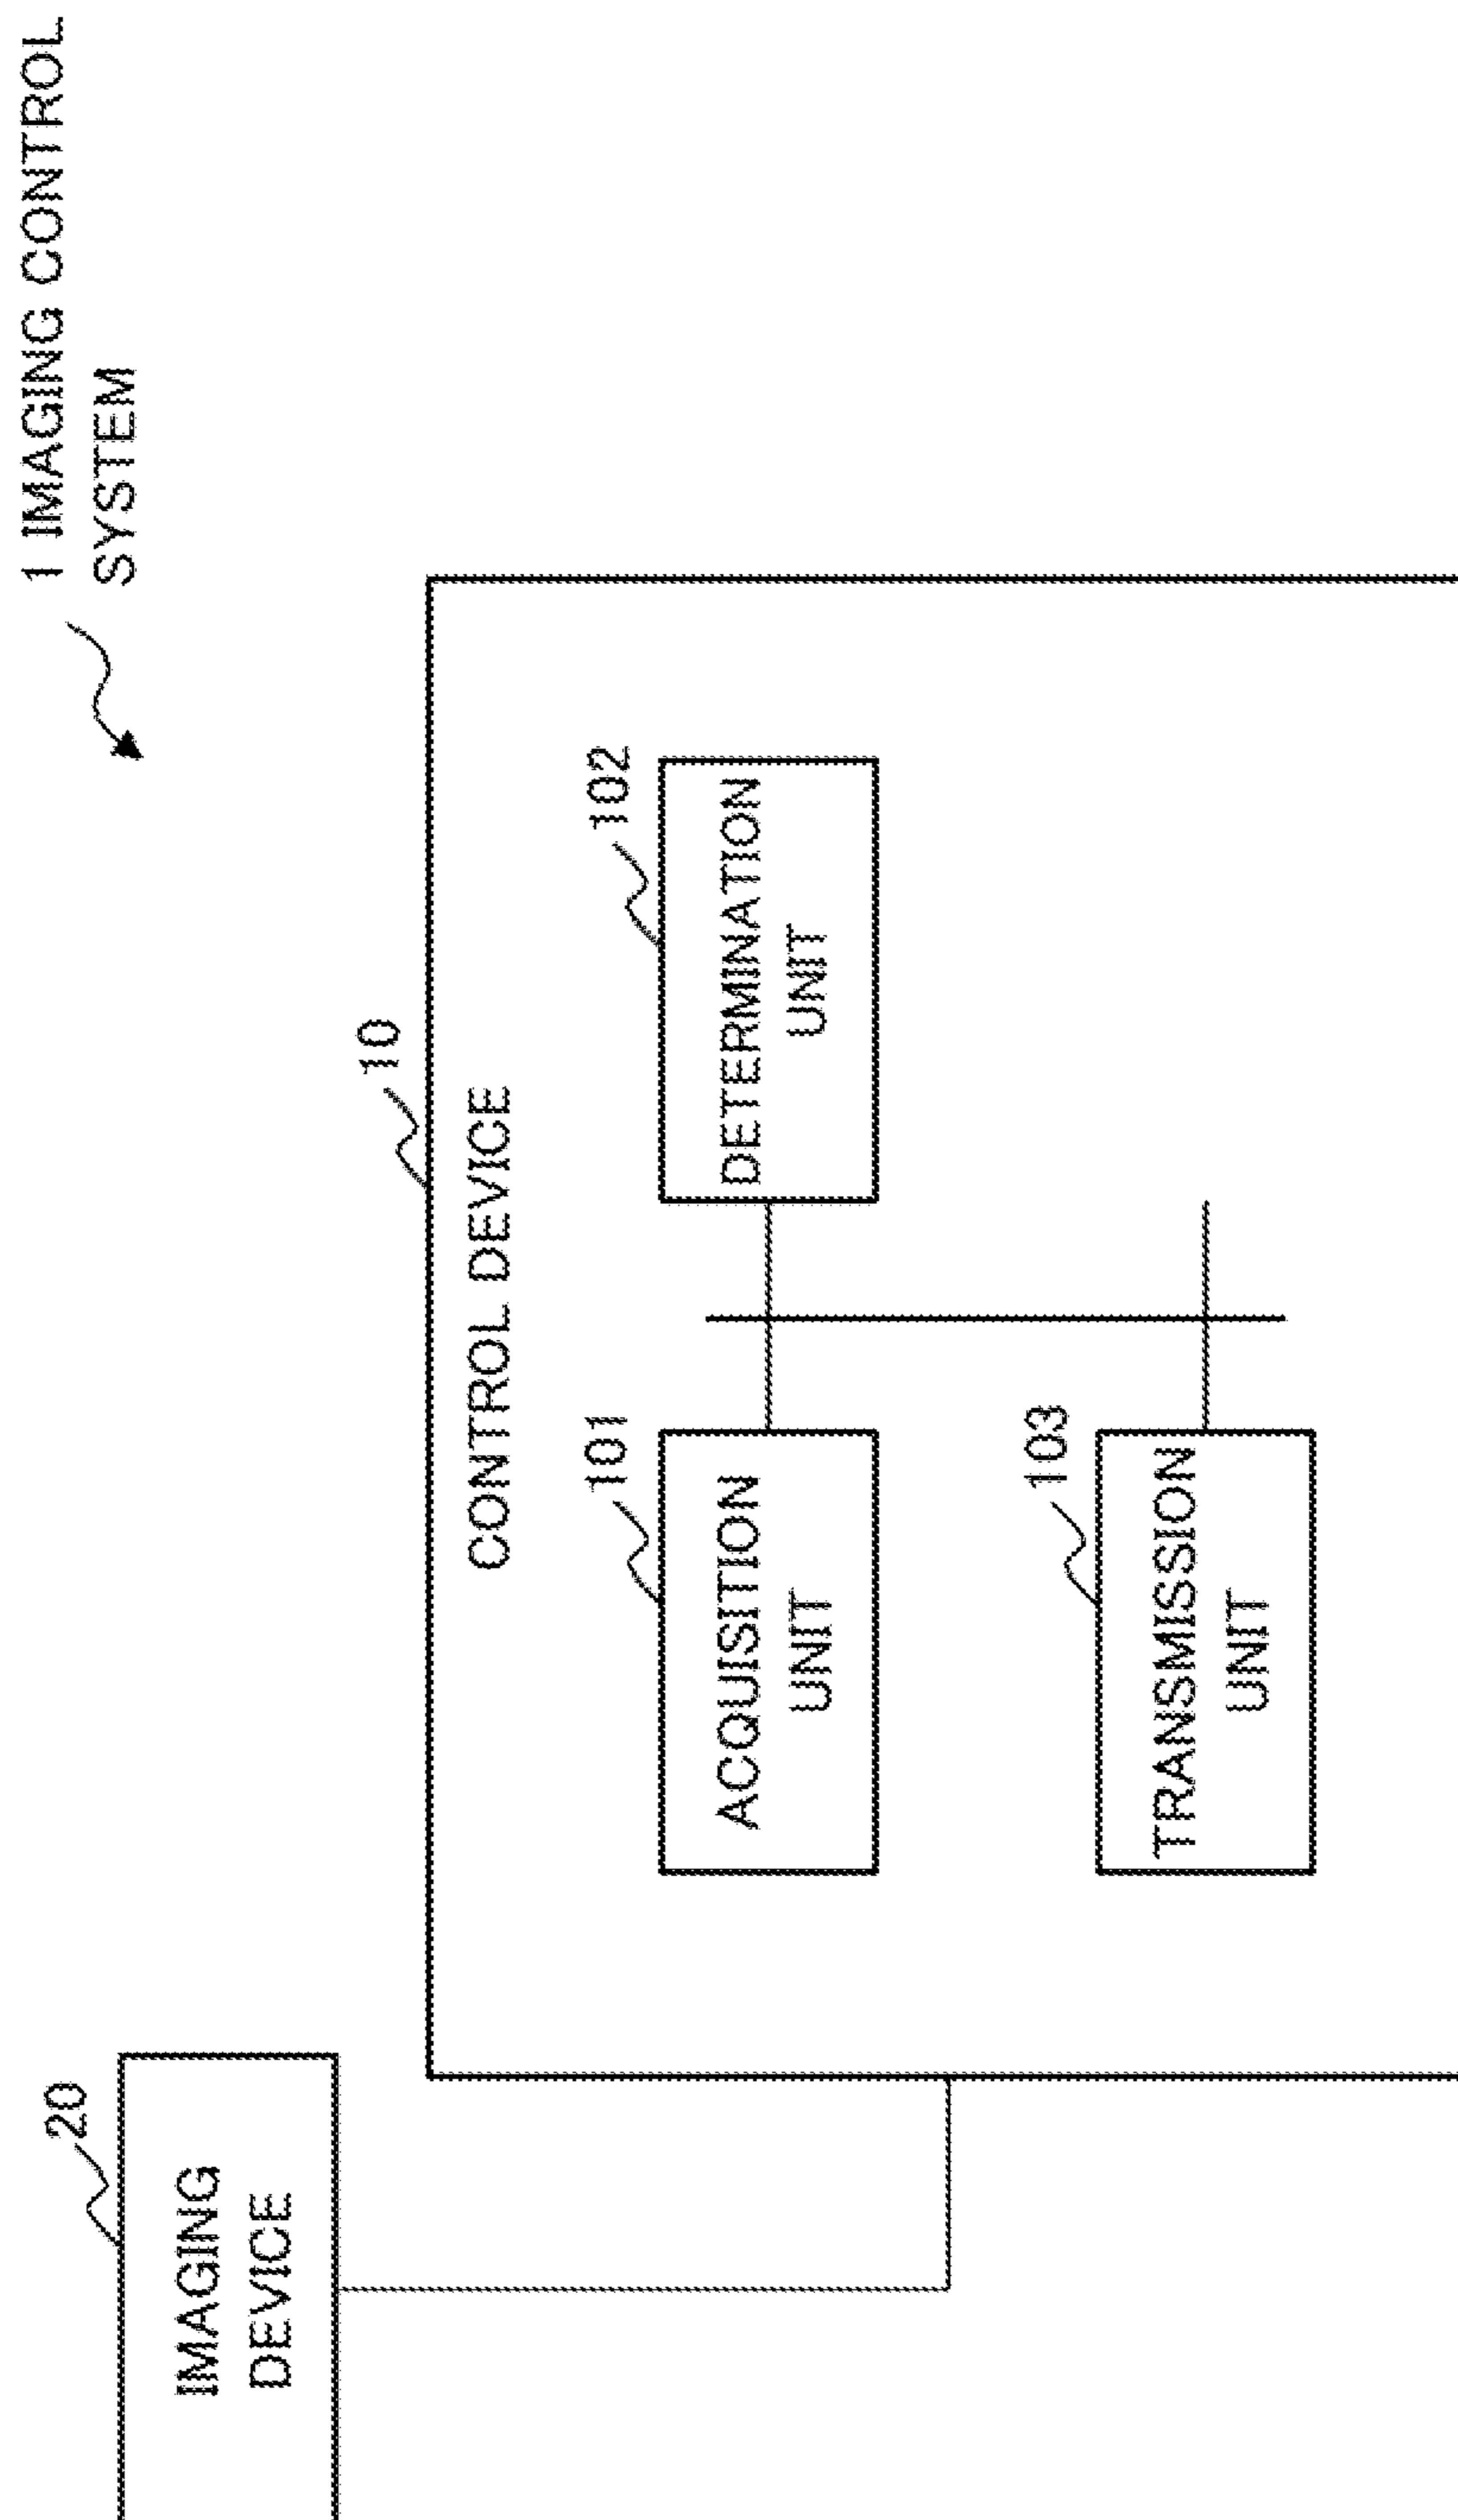 1 IMAGING CONTROL
SYSTEM
20
IMAGING
DEVICE
10
CONTROL DEVICE
101
ACQUISITION
UNIT
102
DETERMINATION
UNIT
103
TRANSMISSION
UNIT